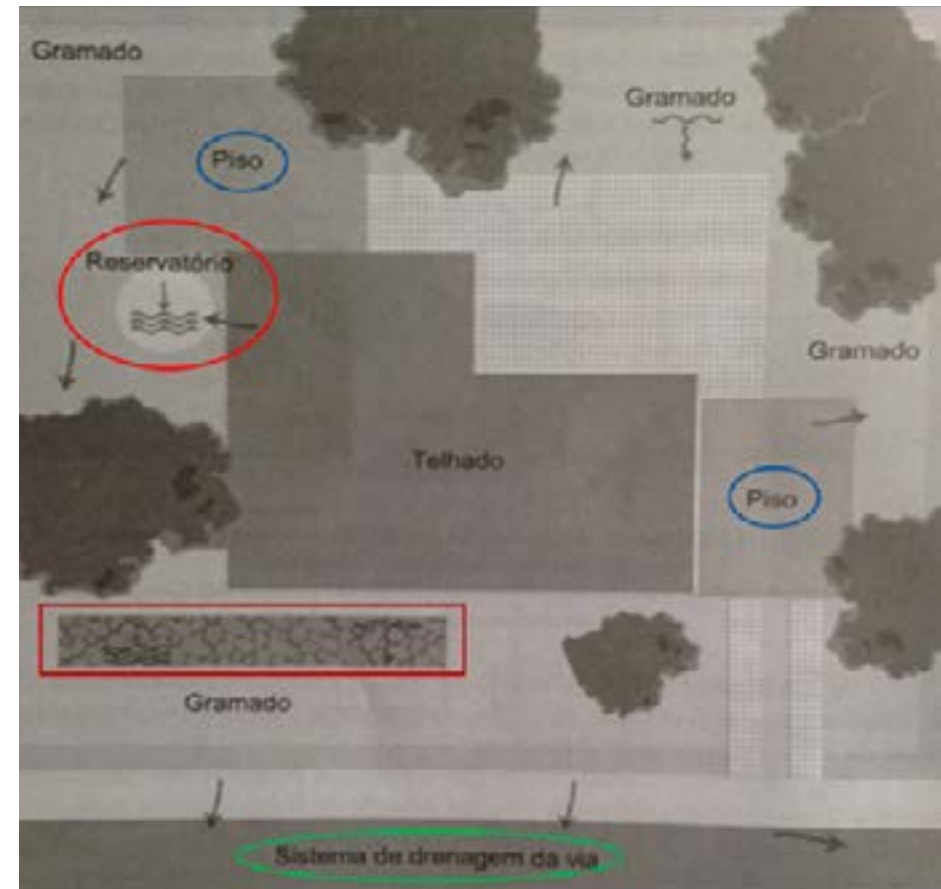 Gramado
Gramado
Piso
Reservatório
Gramado
Telhado
Piso
Gramado
Sistema de drenagem da via